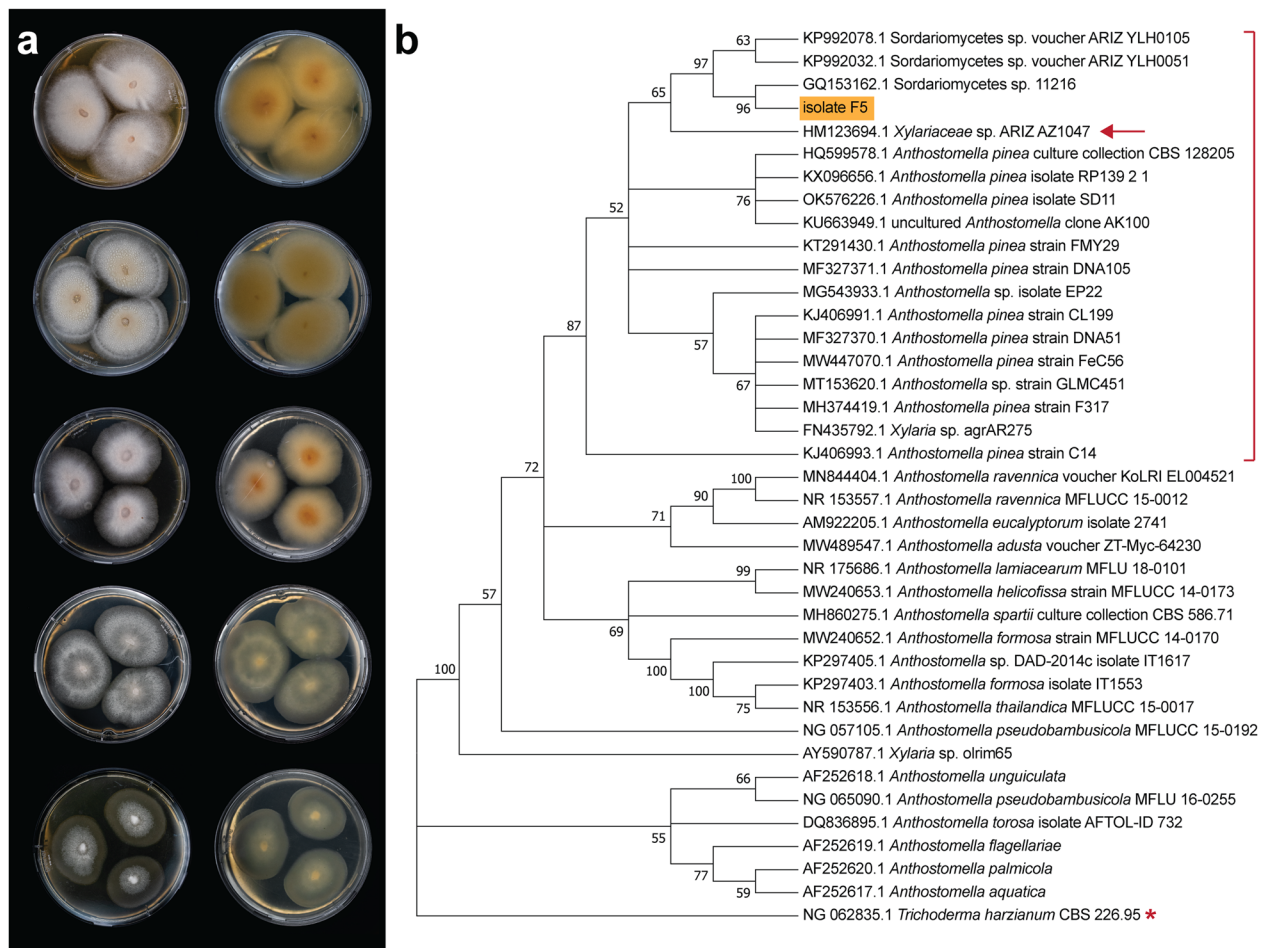 a
b
KP992078.1 Sordariomycetes sp. voucher ARIZ YLH0105
63
KP992032.1 Sordariomycetes sp. voucher ARIZ YLH0051
97
GQ153162.1 Sordariomycetes sp. 11216
65
96
isolate F5
HM123694.1 Xylariaceae sp. ARIZ AZ1047
HQ599578.1 Anthostomella pinea culture collection CBS 128205
KX096656.1 Anthostomella pinea isolate RP139 2 1
76
OK576226.1 Anthostomella pinea isolate SD11
52
KU663949.1 uncultured Anthostomella clone AK100
KT291430.1 Anthostomella pinea strain FMY29
MF327371.1 Anthostomella pinea strain DNA105
MG543933.1 Anthostomella sp. isolate EP22
KJ406991.1 Anthostomella pinea strain CL199
87
57
MF327370.1 Anthostomella pinea strain DNA51
MW447070.1 Anthostomella pinea strain FeC56
67
MT153620.1 Anthostomella sp. strain GLMC451
MH374419.1 Anthostomella pinea strain F317
FN435792.1 Xylaria sp. agrAR275
KJ406993.1 Anthostomella pinea strain C14
72
MN844404.1 Anthostomella ravennica voucher KoLRI EL004521
100
NR 153557.1 Anthostomella ravennica MFLUCC 15-0012
90
71
AM922205.1 Anthostomella eucalyptorum isolate 2741
MW489547.1 Anthostomella adusta voucher ZT-Myc-64230
NR 175686.1 Anthostomella lamiacearum MFLU 18-0101
99
MW240653.1 Anthostomella helicofissa strain MFLUCC 14-0173
57
MH860275.1 Anthostomella spartii culture collection CBS 586.71
69
MW240652.1 Anthostomella formosa strain MFLUCC 14-0170
KP297405.1 Anthostomella sp. DAD-2014c isolate IT1617
100
100
KP297403.1 Anthostomella formosa isolate IT1553
100
75
NR 153556.1 Anthostomella thailandica MFLUCC 15-0017
NG 057105.1 Anthostomella pseudobambusicola MFLUCC 15-0192
AY590787.1 Xylaria sp. olrim65
AF252618.1 Anthostomella unguiculata
66
NG 065090.1 Anthostomella pseudobambusicola MFLU 16-0255
DQ836895.1 Anthostomella torosa isolate AFTOL-ID 732
55
AF252619.1 Anthostomella flagellariae
77
AF252620.1 Anthostomella palmicola
59
AF252617.1 Anthostomella aquatica
NG 062835.1 Trichoderma harzianum CBS 226.95 *